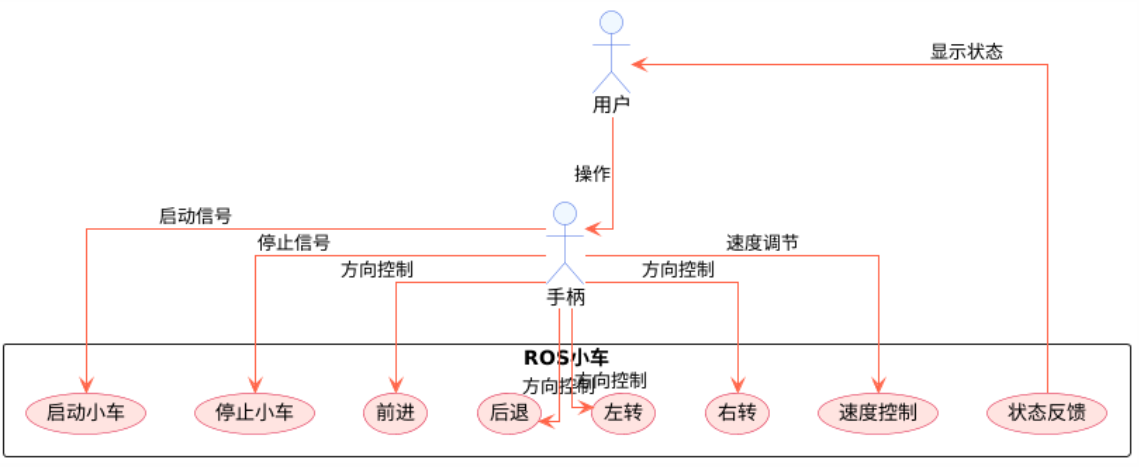 显示状态
用户
操作
启动信号
停止信号
速度调节
方向控制
方向控制
手柄
ROS小车
方向控制
方向控制
启动小车
停止小车
前进
后退
左转
右转
速度控制
状态反馈